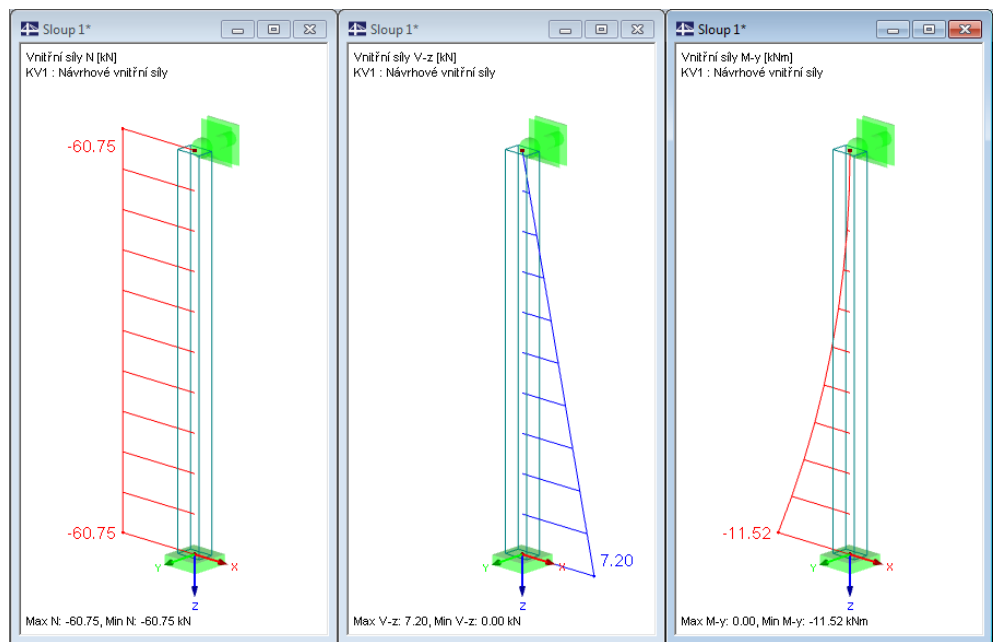 Sloup 1*
Vnitřní síly N [kN]
KV1 : Návrhové vnitřní síly
-60.75
-60.75
Y
X
Z
Max N: -60.75, Min N: -60.75 kN
Sloup 1*
Vnitřní síly V-z [kN]
KV1 : Návrhové vnitřní síly
7.20
Y
X
Z
Max V-z: 7.20, Min V-z: 0.00 kN
Sloup 1*
Vnitřní síly M-y [kNm]
KV1 : Návrhové vnitřní síly
-11.52
Y
X
Z
Max M-y: 0.00, Min M-y: -11.52 kNm